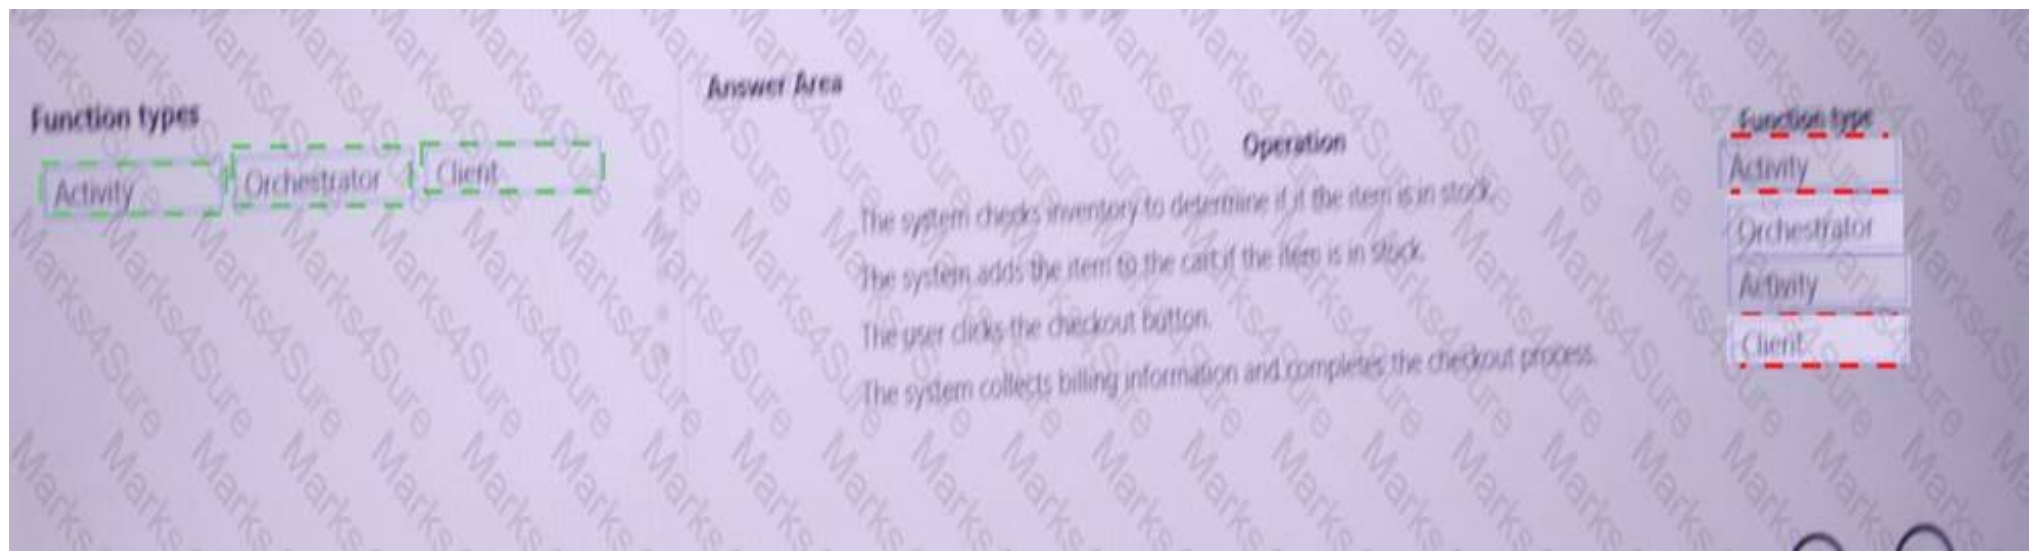 Answer Area
Function types
Function type
Operation
Activity
Orchestrator
Client
The system checks inventory to determine if it the item is in stock.
Activity
The system adds the item to the cart if the item is in stock.
Orchestrator
The user clicks the checkout button.
Activity
The system collects billing information and completes the checkout process.
Client
Marks4Sure